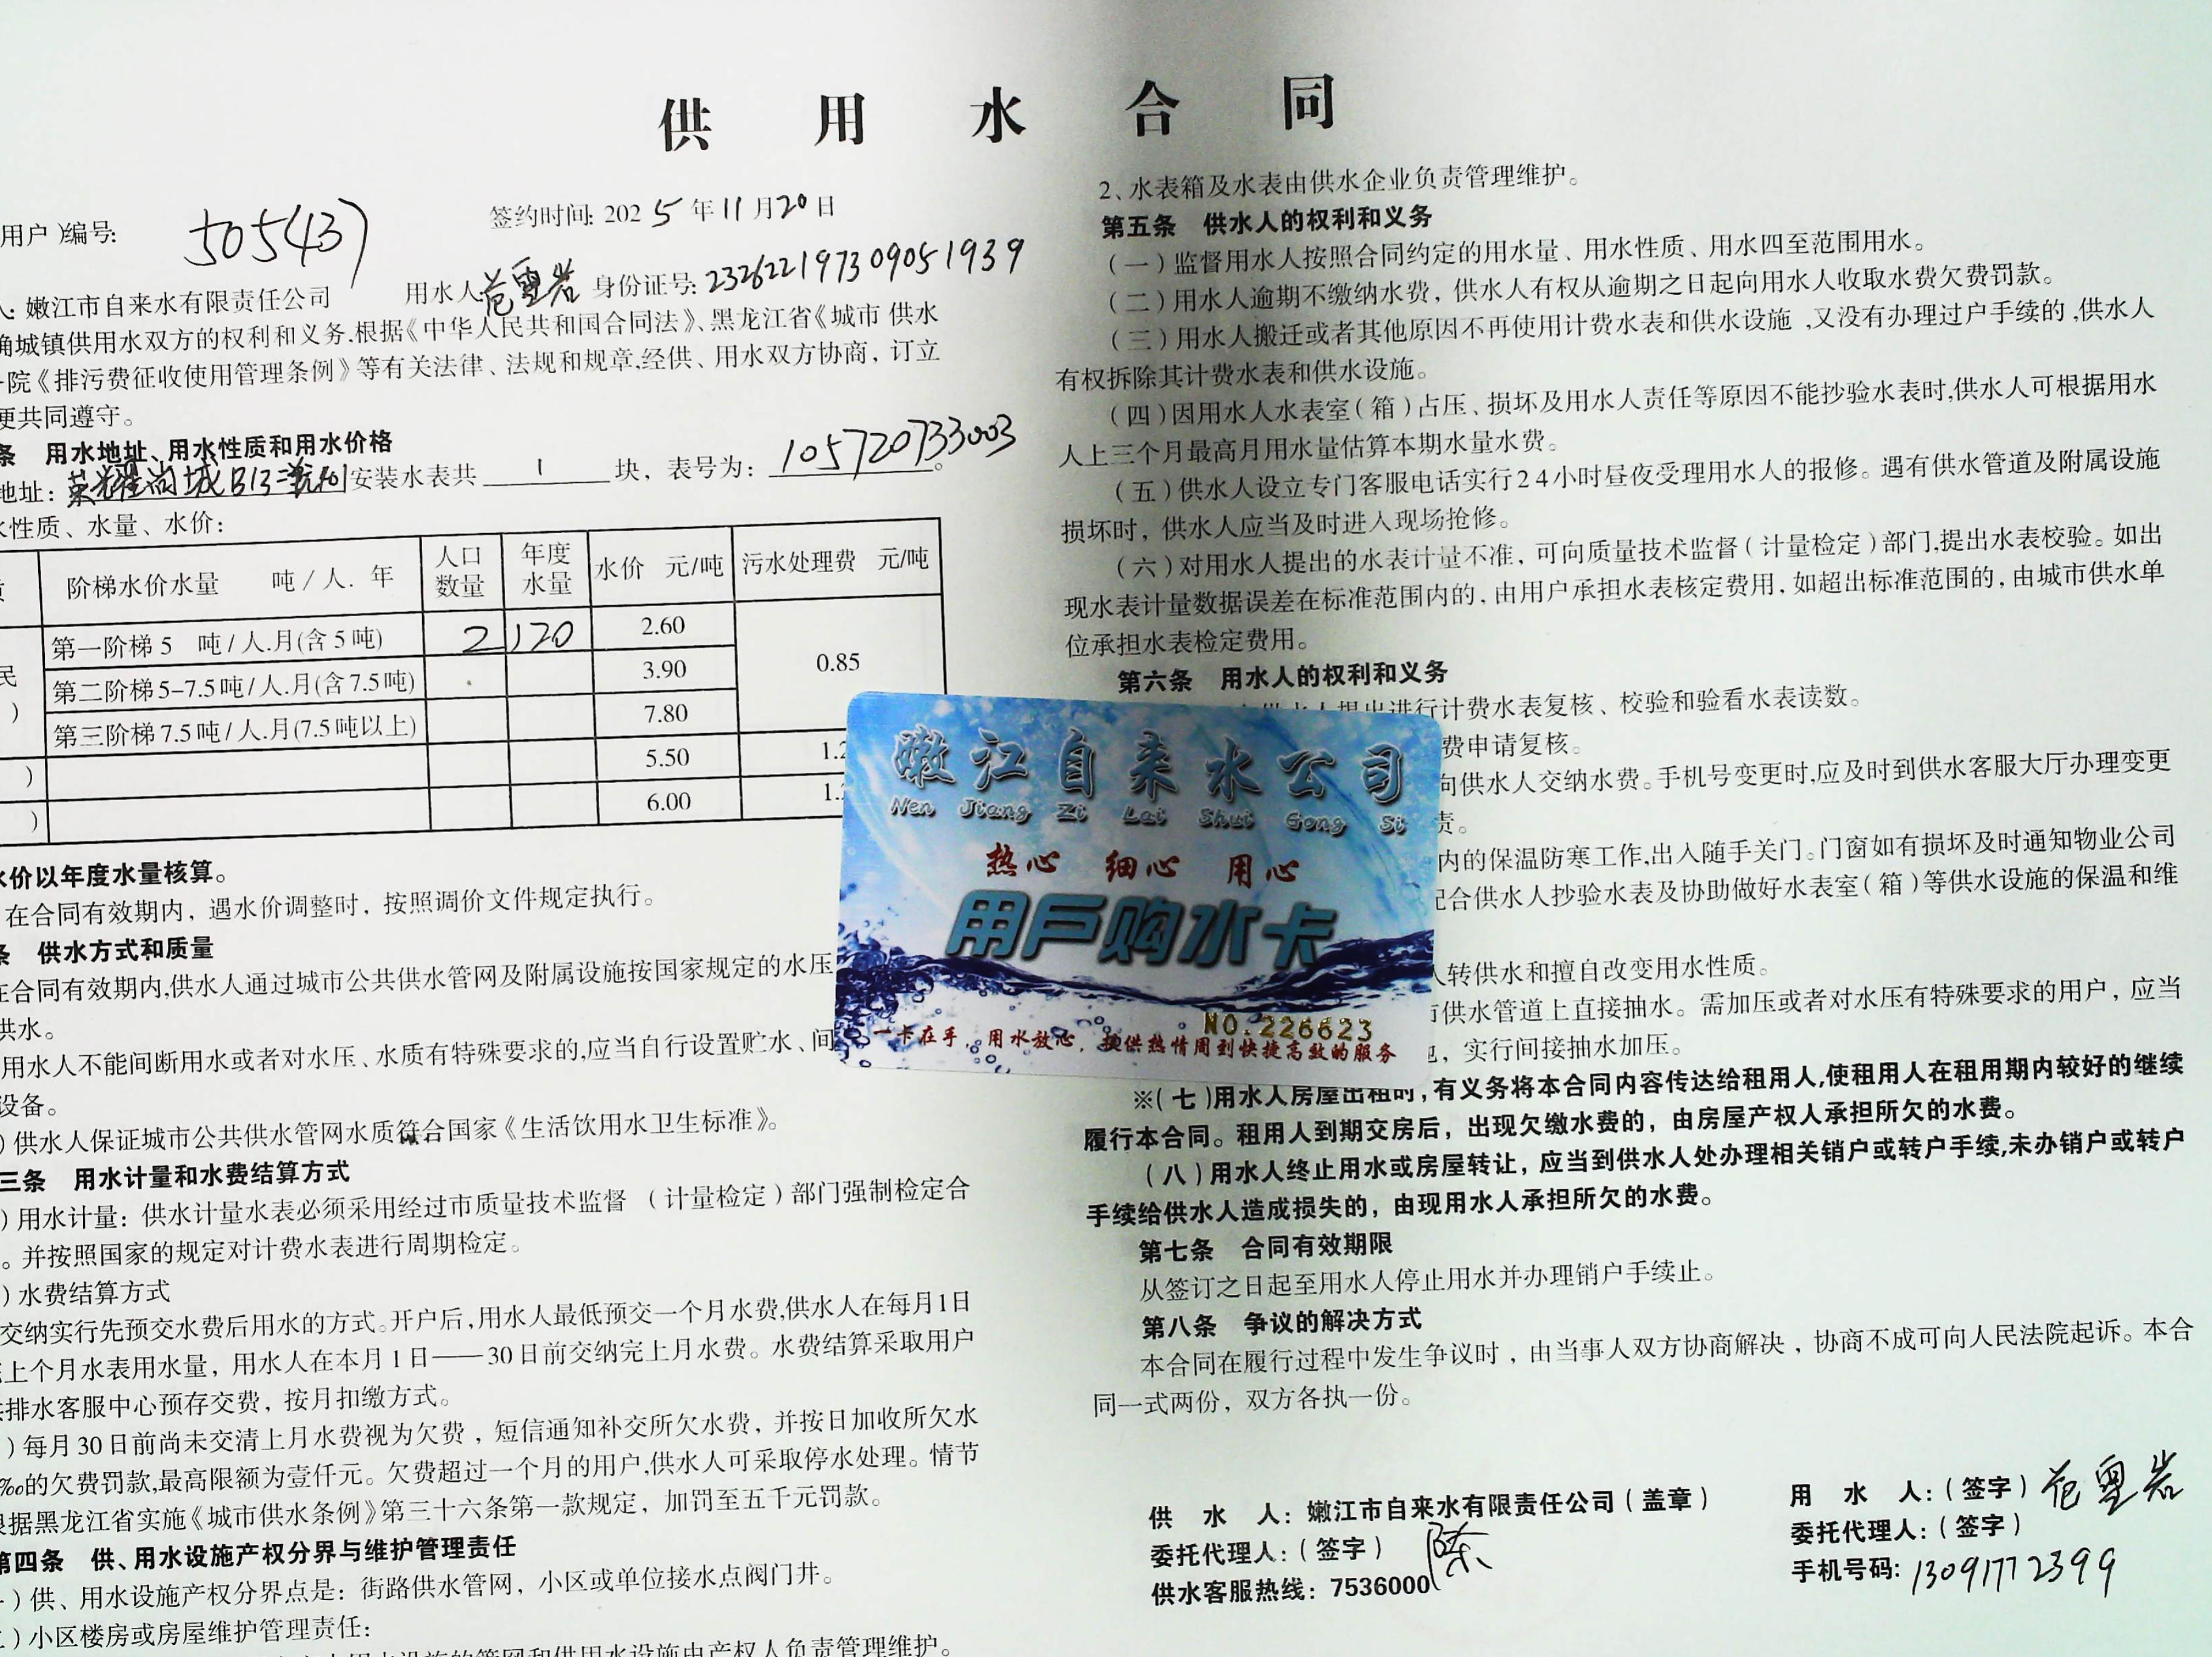 供 用 水 合 同
用户)编号: 505437
签约时间: 2025年11月20日
人: 嫩江市自来水有限责任公司 用水人: 范 岩 身份证号: 232622197309051939
确城镇供用水双方的权利和义务.根据《中华人民共和国合同法》、黑龙江省《城市 供水
院《排污费征收使用管理条例》等有关法律、法规和规章,经供、用水双方协商, 订立
更共同遵守。
条 用水地址、用水性质和用水价格
地址: 荣耀尚城B13 安装水表共 1 块, 表号为: 105720733003。
水性质、水量、水价:
质 阶梯水价水量 吨/人. 年 人口数量 年度水量 水价 元/吨 污水处理费 元/吨
第一阶梯 5 吨/人.月(含5吨) 2 120 2.60 0.85
民 第二阶梯 5-7.5吨/人.月(含7.5吨) 3.90
) 第三阶梯 7.5吨/人.月(7.5吨以上) 7.80
) 5.50 1.2
) 6.00 1.
水价以年度水量核算。
在合同有效期内, 遇水价调整时, 按照调价文件规定执行。
条 供水方式和质量
在合同有效期内,供水人通过城市公共供水管网及附属设施按国家规定的水压
供水。
用水人不能间断用水或者对水压、水质有特殊要求的,应当自行设置贮水、间
设备。
)供水人保证城市公共供水管网水质符合国家《生活饮用水卫生标准》。
三条 用水计量和水费结算方式
)用水计量: 供水计量水表必须采用经过市质量技术监督 (计量检定)部门强制检定合
。并按照国家的规定对计费水表进行周期检定。
)水费结算方式
交纳实行先预交水费后用水的方式。开户后,用水人最低预交一个月水费,供水人在每月1日
上个月水表用水量, 用水人在本月1日——30日前交纳完上月水费。水费结算采取用户
排水客服中心预存交费, 按月扣缴方式。
)每月30日前尚未交清上月水费视为欠费, 短信通知补交所欠水费, 并按日加收所欠水
‰的欠费罚款,最高限额为壹仟元。欠费超过一个月的用户,供水人可采取停水处理。情节
根据黑龙江省实施《城市供水条例》第三十六条第一款规定, 加罚至五千元罚款。
第四条 供、用水设施产权分界与维护管理责任
)供、用水设施产权分界点是: 街路供水管网, 小区或单位接水点阀门井。
)小区楼房或房屋维护管理责任:
设施的管网和供用水设施由产权人负责管理维护。
2、水表箱及水表由供水企业负责管理维护。
第五条 供水人的权利和义务
(一)监督用水人按照合同约定的用水量、用水性质、用水四至范围用水。
(二)用水人逾期不缴纳水费, 供水人有权从逾期之日起向用水人收取水费欠费罚款。
(三)用水人搬迁或者其他原因不再使用计费水表和供水设施 ,又没有办理过户手续的 ,供水人
有权拆除其计费水表和供水设施。
(四)因用水人水表室(箱)占压、损坏及用水人责任等原因不能抄验水表时,供水人可根据用水
人上三个月最高月用水量估算本期水量水费。
(五)供水人设立专门客服电话实行24小时昼夜受理用水人的报修。遇有供水管道及附属设施
损坏时, 供水人应当及时进入现场抢修。
(六)对用水人提出的水表计量不准, 可向质量技术监督(计量检定)部门,提出水表校验。如出
现水表计量数据误差在标准范围内的, 由用户承担水表核定费用, 如超出标准范围的, 由城市供水单
位承担水表检定费用。
第六条 用水人的权利和义务
供水人提出进行计费水表复核、校验和验看水表读数。
费申请复核。
向供水人交纳水费。手机号变更时,应及时到供水客服大厅办理变更
责。
内的保温防寒工作,出入随手关门。门窗如有损坏及时通知物业公司
配合供水人抄验水表及协助做好水表室(箱)等供水设施的保温和维
人转供水和擅自改变用水性质。
市供水管道上直接抽水。需加压或者对水压有特殊要求的用户, 应当
, 实行间接抽水加压。
※(七)用水人房屋出租时,有义务将本合同内容传达给租用人,使租用人在租用期内较好的继续
履行本合同。租用人到期交房后, 出现欠缴水费的, 由房屋产权人承担所欠的水费。
(八)用水人终止用水或房屋转让, 应当到供水人处办理相关销户或转户手续,未办销户或转户
手续给供水人造成损失的, 由现用水人承担所欠的水费。
第七条 合同有效期限
从签订之日起至用水人停止用水并办理销户手续止。
第八条 争议的解决方式
本合同在履行过程中发生争议时, 由当事人双方协商解决, 协商不成可向人民法院起诉。本合
同一式两份, 双方各执一份。
供 水 人: 嫩江市自来水有限责任公司(盖章)
委托代理人:(签字) 陈
供水客服热线: 7536000
用 水 人:(签字) 范 岩
委托代理人:(签字)
手机号码: 13091772399
嫩江自来水公司
Nen Jiang Zi Lai Shui Gong Si
热心 细心 用心
用户购水卡
NO.226623
一卡在手, 用水放心, 提供热情周到快捷高效的服务